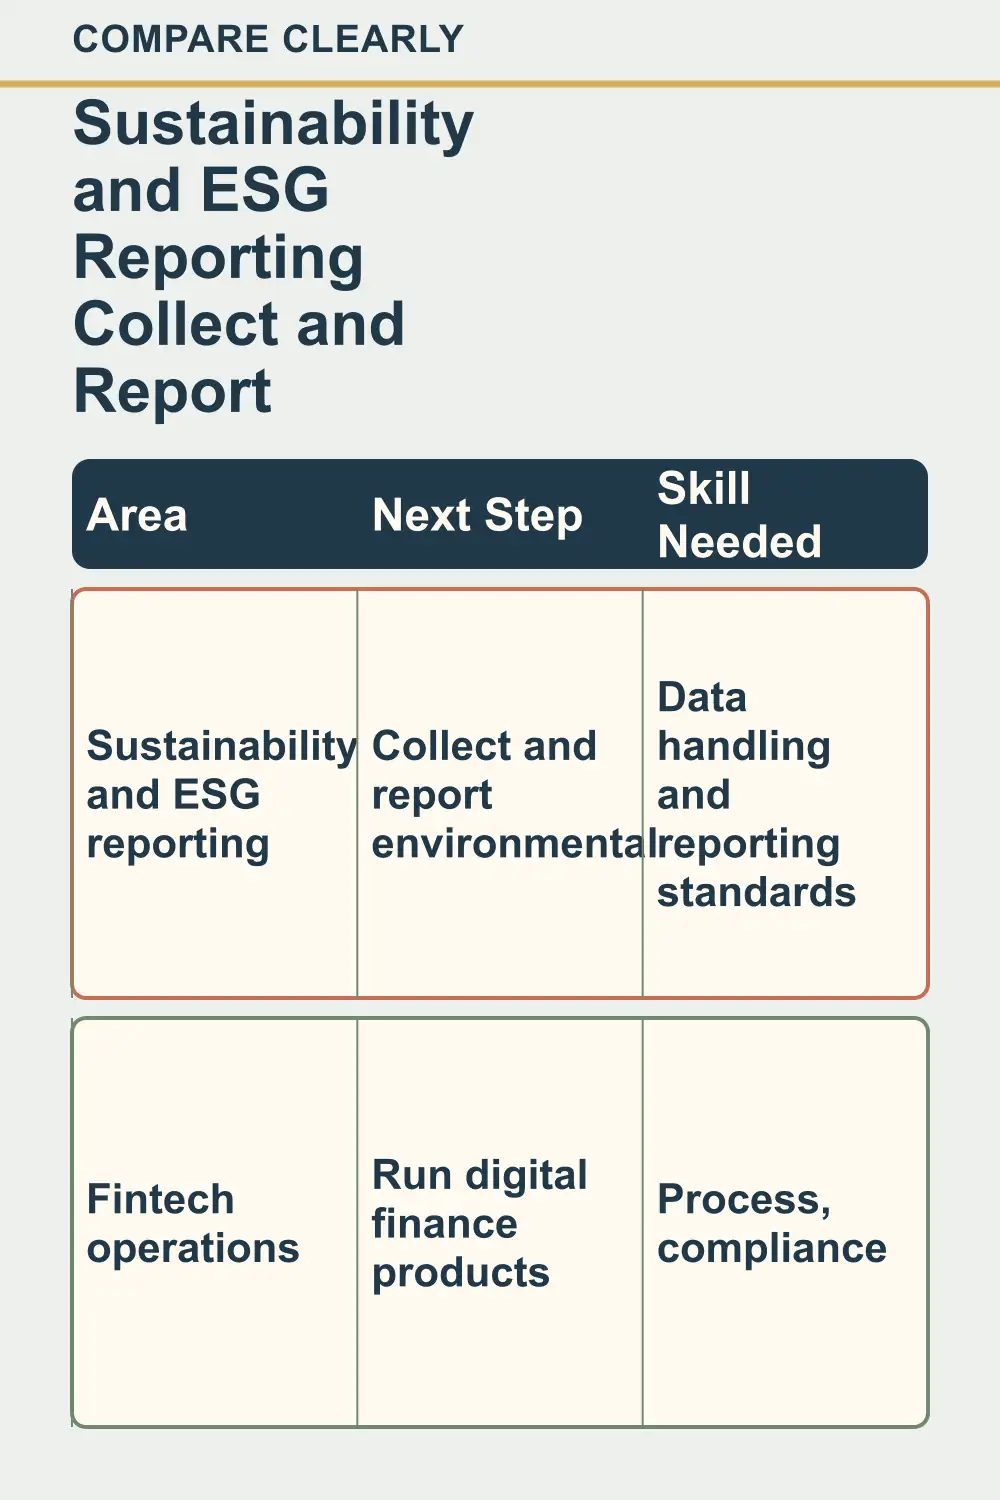 COMPARE CLEARLY
Sustainability
and ESG
Reporting
Collect and
Report
Area
Next Step
Skill
Needed
Sustainability
and ESG
reporting
Collect and
report
environmental
Data
handling
and
reporting
standards
Fintech
operations
Run digital
finance
products
Process,
compliance